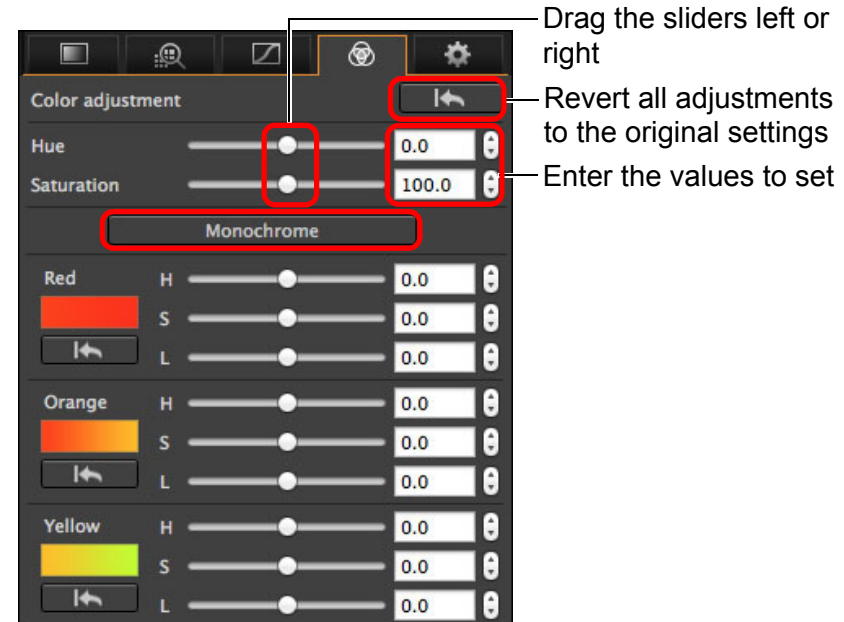 Drag the sliders left or
right
Color adjustment
Revert all adjustments
to the original settings
Hue 0.0
Enter the values to set
Saturation 100.0
Monochrome
Red H 0.0
S 0.0
L 0.0
Orange H 0.0
S 0.0
L 0.0
Yellow H 0.0
S 0.0
L 0.0